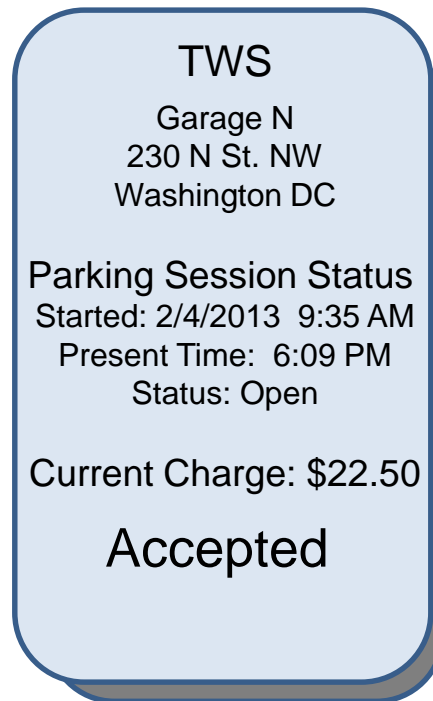 TWS
Garage N
230 N St. NW
Washington DC
Parking Session Status
Started: 2/4/2013 9:35 AM
Present Time: 6:09 PM
Status: Open
Current Charge: $22.50
Accepted